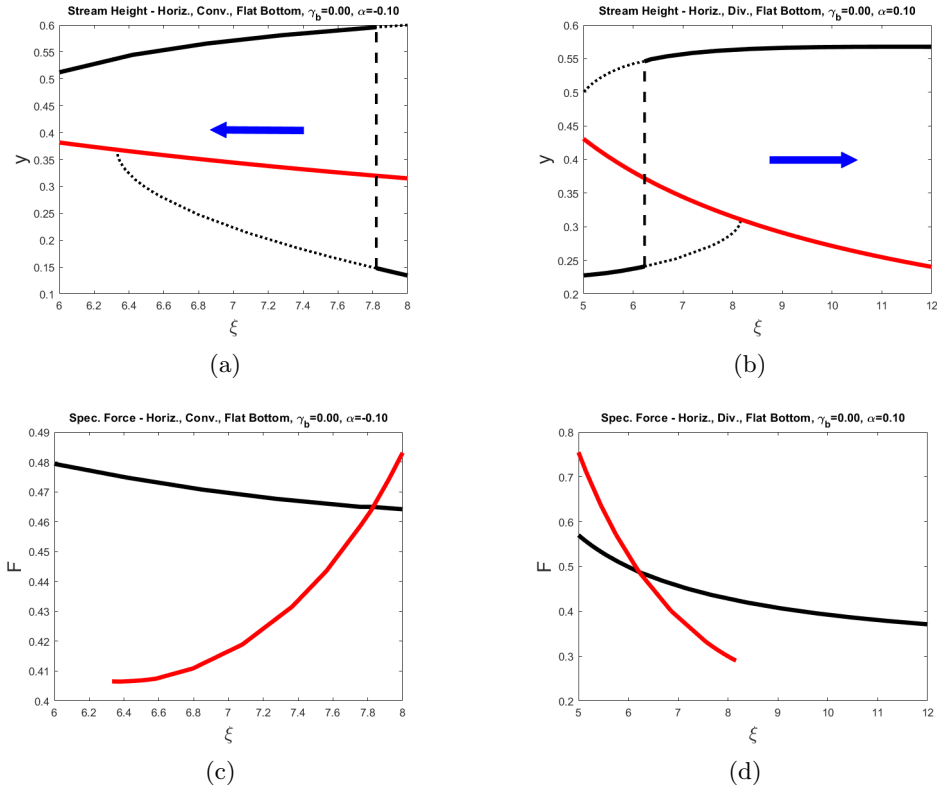 Stream Height - Horiz., Conv., Flat Bottom, γb=0.00, α=-0.10
0.6
0.55
0.5
0.45
0.4
0.35
0.3
0.25
0.2
0.15
0.1
y
6 6.2 6.4 6.6 6.8 7 7.2 7.4 7.6 7.8 8
ξ
(a)
Stream Height - Horiz., Div., Flat Bottom, γb=0.00, α=0.10
0.6
0.55
0.5
0.45
0.4
0.35
0.3
0.25
0.2
y
5 6 7 8 9 10 11 12
ξ
(b)
Spec. Force - Horiz., Conv., Flat Bottom, γb=0.00, α=-0.10
0.49
0.48
0.47
0.46
0.45
0.44
0.43
0.42
0.41
0.4
F
6 6.2 6.4 6.6 6.8 7 7.2 7.4 7.6 7.8 8
ξ
(c)
Spec. Force - Horiz., Div., Flat Bottom, γb=0.00, α=0.10
0.8
0.7
0.6
0.5
0.4
0.3
0.2
F
5 6 7 8 9 10 11 12
ξ
(d)